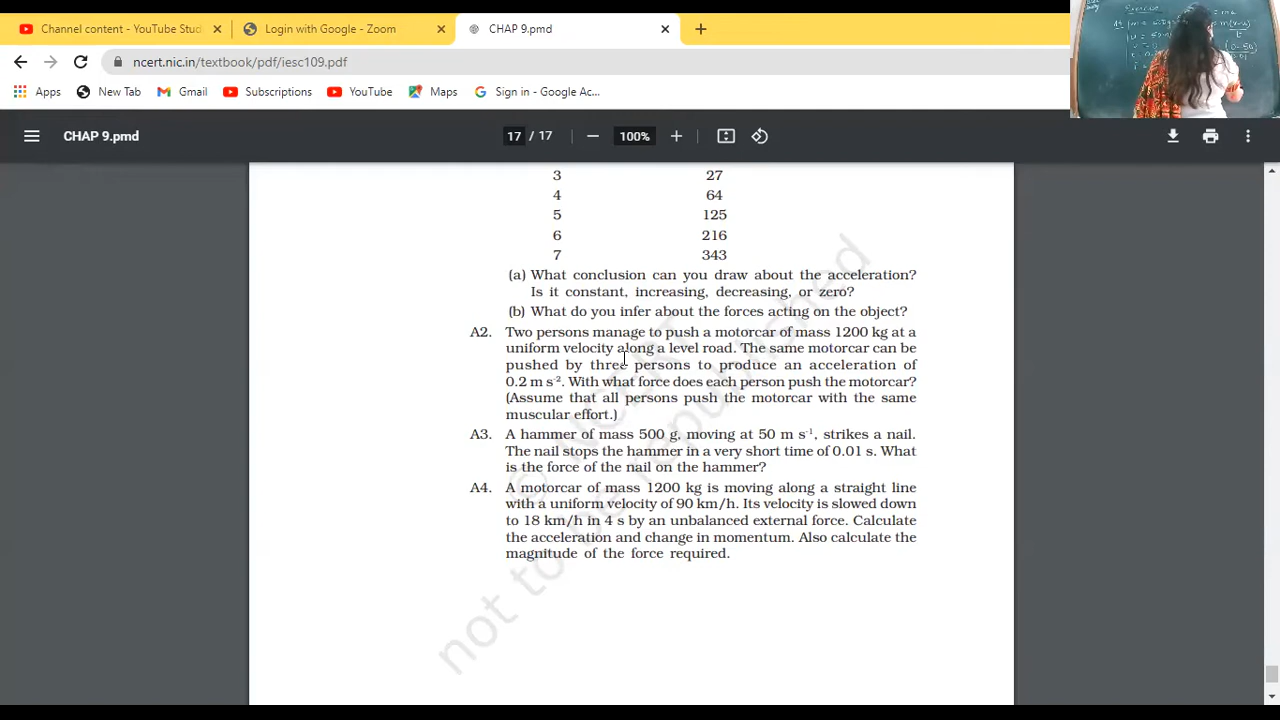 Channel content - YouTube Stud
Login with Google - Zoom
CHAP 9.pmd
ncert.nic.in/textbook/pdf/iesc109.pdf
Apps
New Tab
Gmail
Subscriptions
YouTube
Maps
Sign in - Google Ac...
CHAP 9.pmd
17 / 17
100%
3 27
4 64
5 125
6 216
7 343
(a) What conclusion can you draw about the acceleration?
Is it constant, increasing, decreasing, or zero?
(b) What do you infer about the forces acting on the object?
A2. Two persons manage to push a motorcar of mass 1200 kg at a
uniform velocity along a level road. The same motorcar can be
pushed by three persons to produce an acceleration of
0.2 m s⁻². With what force does each person push the motorcar?
(Assume that all persons push the motorcar with the same
muscular effort.)
A3. A hammer of mass 500 g, moving at 50 m s⁻¹, strikes a nail.
The nail stops the hammer in a very short time of 0.01 s. What
is the force of the nail on the hammer?
A4. A motorcar of mass 1200 kg is moving along a straight line
with a uniform velocity of 90 km/h. Its velocity is slowed down
to 18 km/h in 4 s by an unbalanced external force. Calculate
the acceleration and change in momentum. Also calculate the
magnitude of the force required.
© NCERT
not to be republished